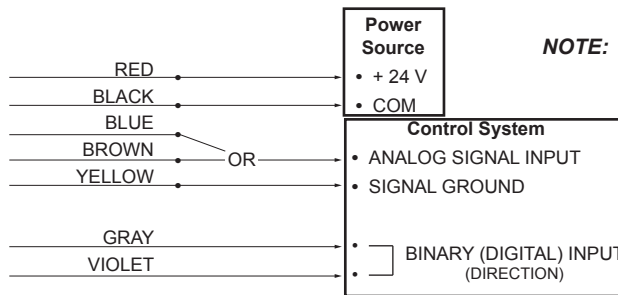 Power
Source
NOTE:
RED
• + 24 V
BLACK
• COM
BLUE
Control System
BROWN
OR
• ANALOG SIGNAL INPUT
YELLOW
• SIGNAL GROUND
GRAY
•
BINARY (DIGITAL) INPUT
VIOLET
•
(DIRECTION)